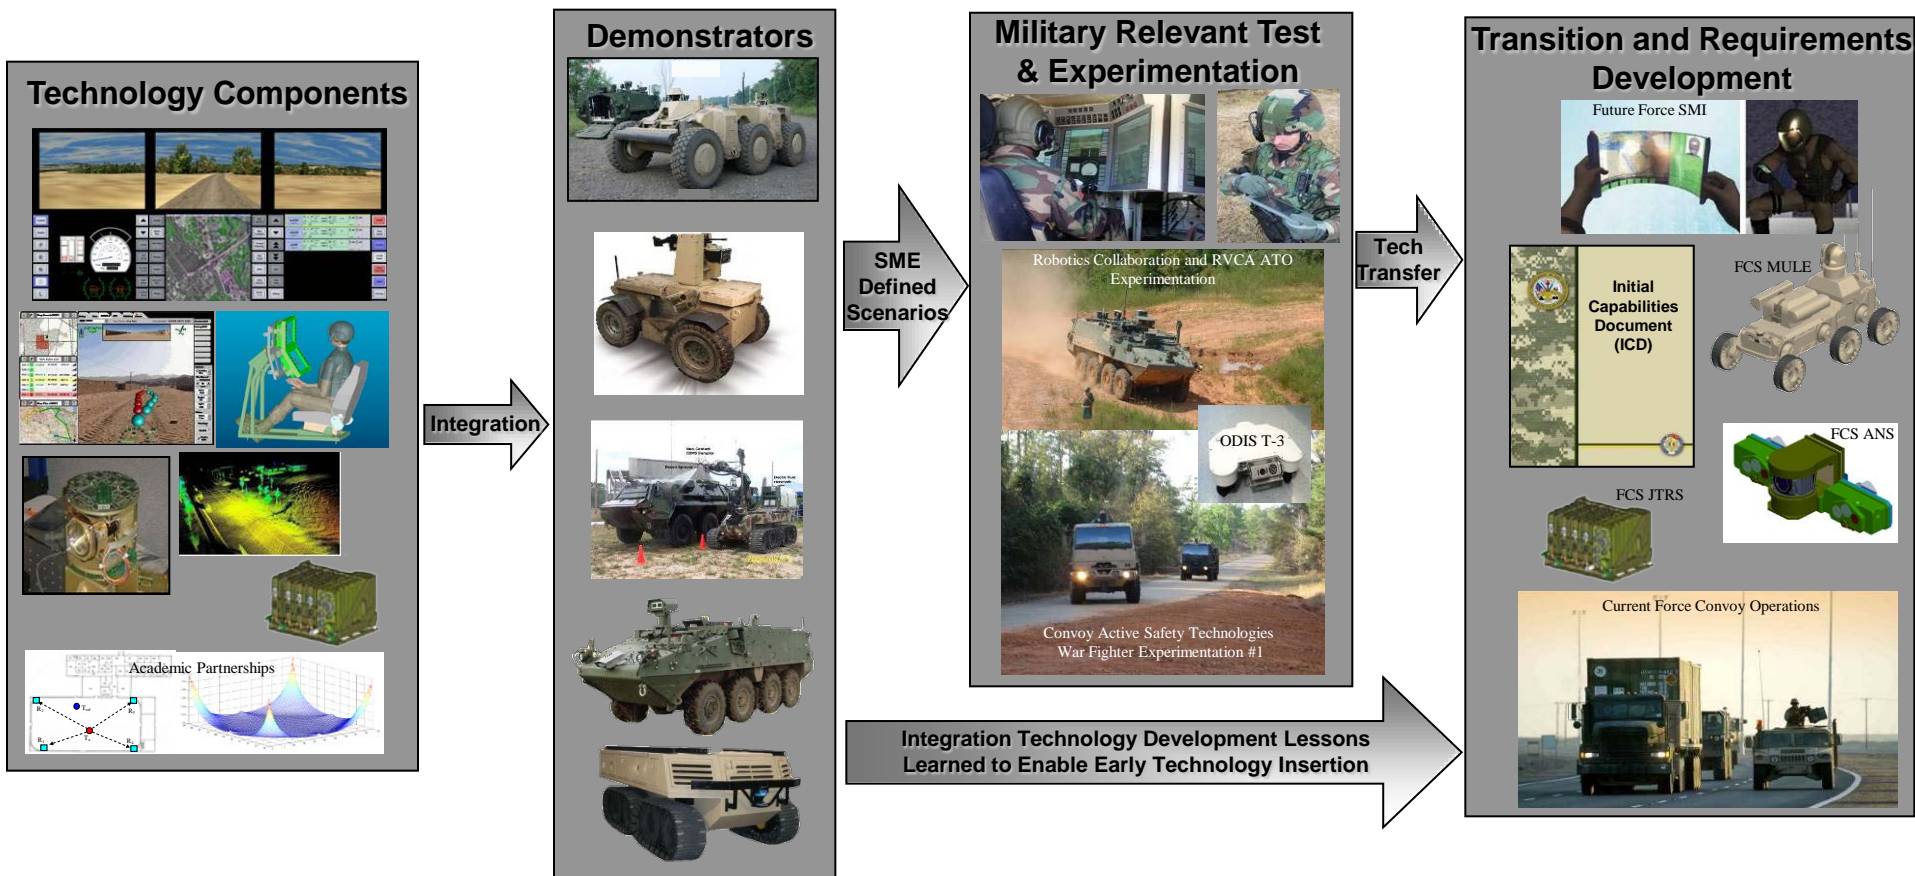 Technology Components
Academic Partnerships
Integration
Demonstrators
SME
Defined
Scenarios
Military Relevant Test
& Experimentation
Robotics Collaboration and RVCA ATO
Experimentation
ODIS T-3
Convoy Active Safety Technologies
War Fighter Experimentation #1
Tech
Transfer
Integration Technology Development Lessons
Learned to Enable Early Technology Insertion
Transition and Requirements
Development
Future Force SMI
Initial
Capabilities
Document
(ICD)
FCS MULE
FCS ANS
FCS JTRS
Current Force Convoy Operations